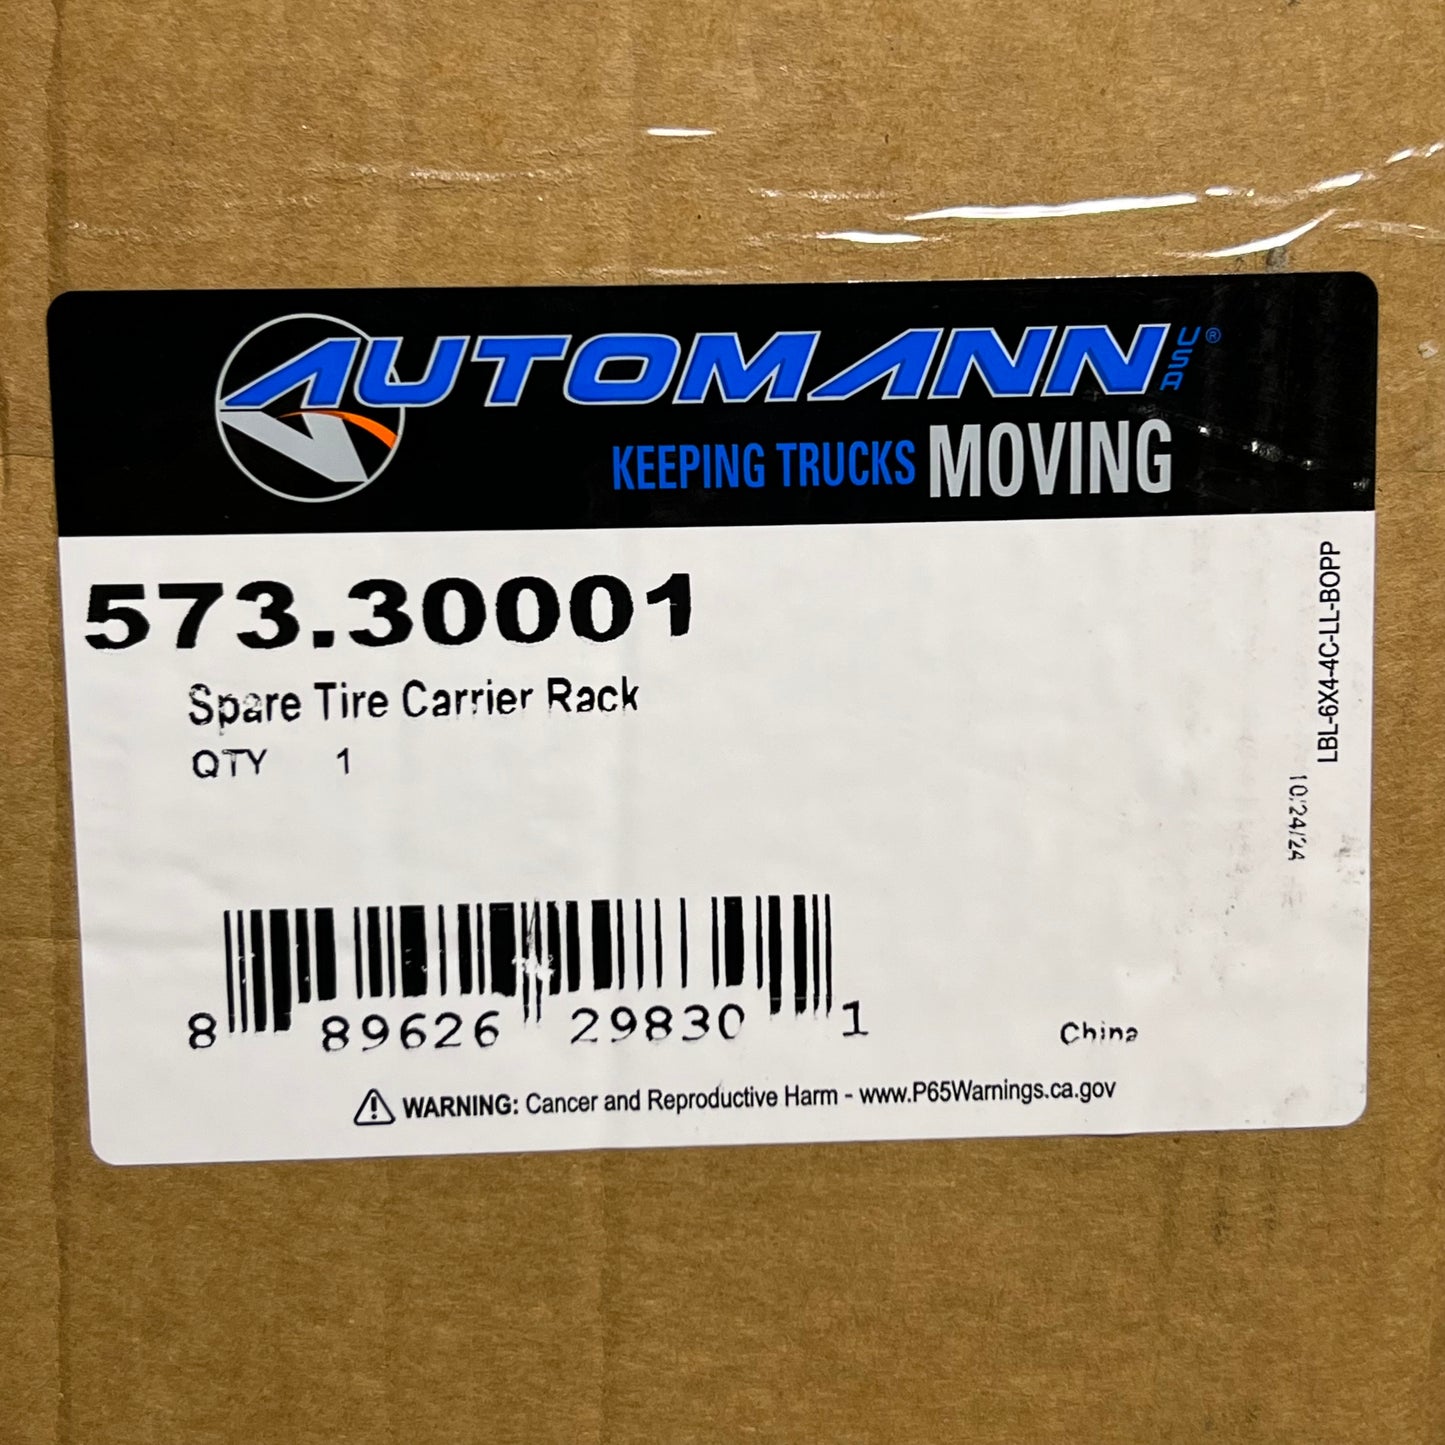 AUTOMANN USA®
KEEPING TRUCKS MOVING
573.30001
Spare Tire Carrier Rack
QTY 1
LBL-6X4-4C-LL-BOPP
10/24/24
8 89626 29830 1
China
WARNING: Cancer and Reproductive Harm - www.P65Warnings.ca.gov